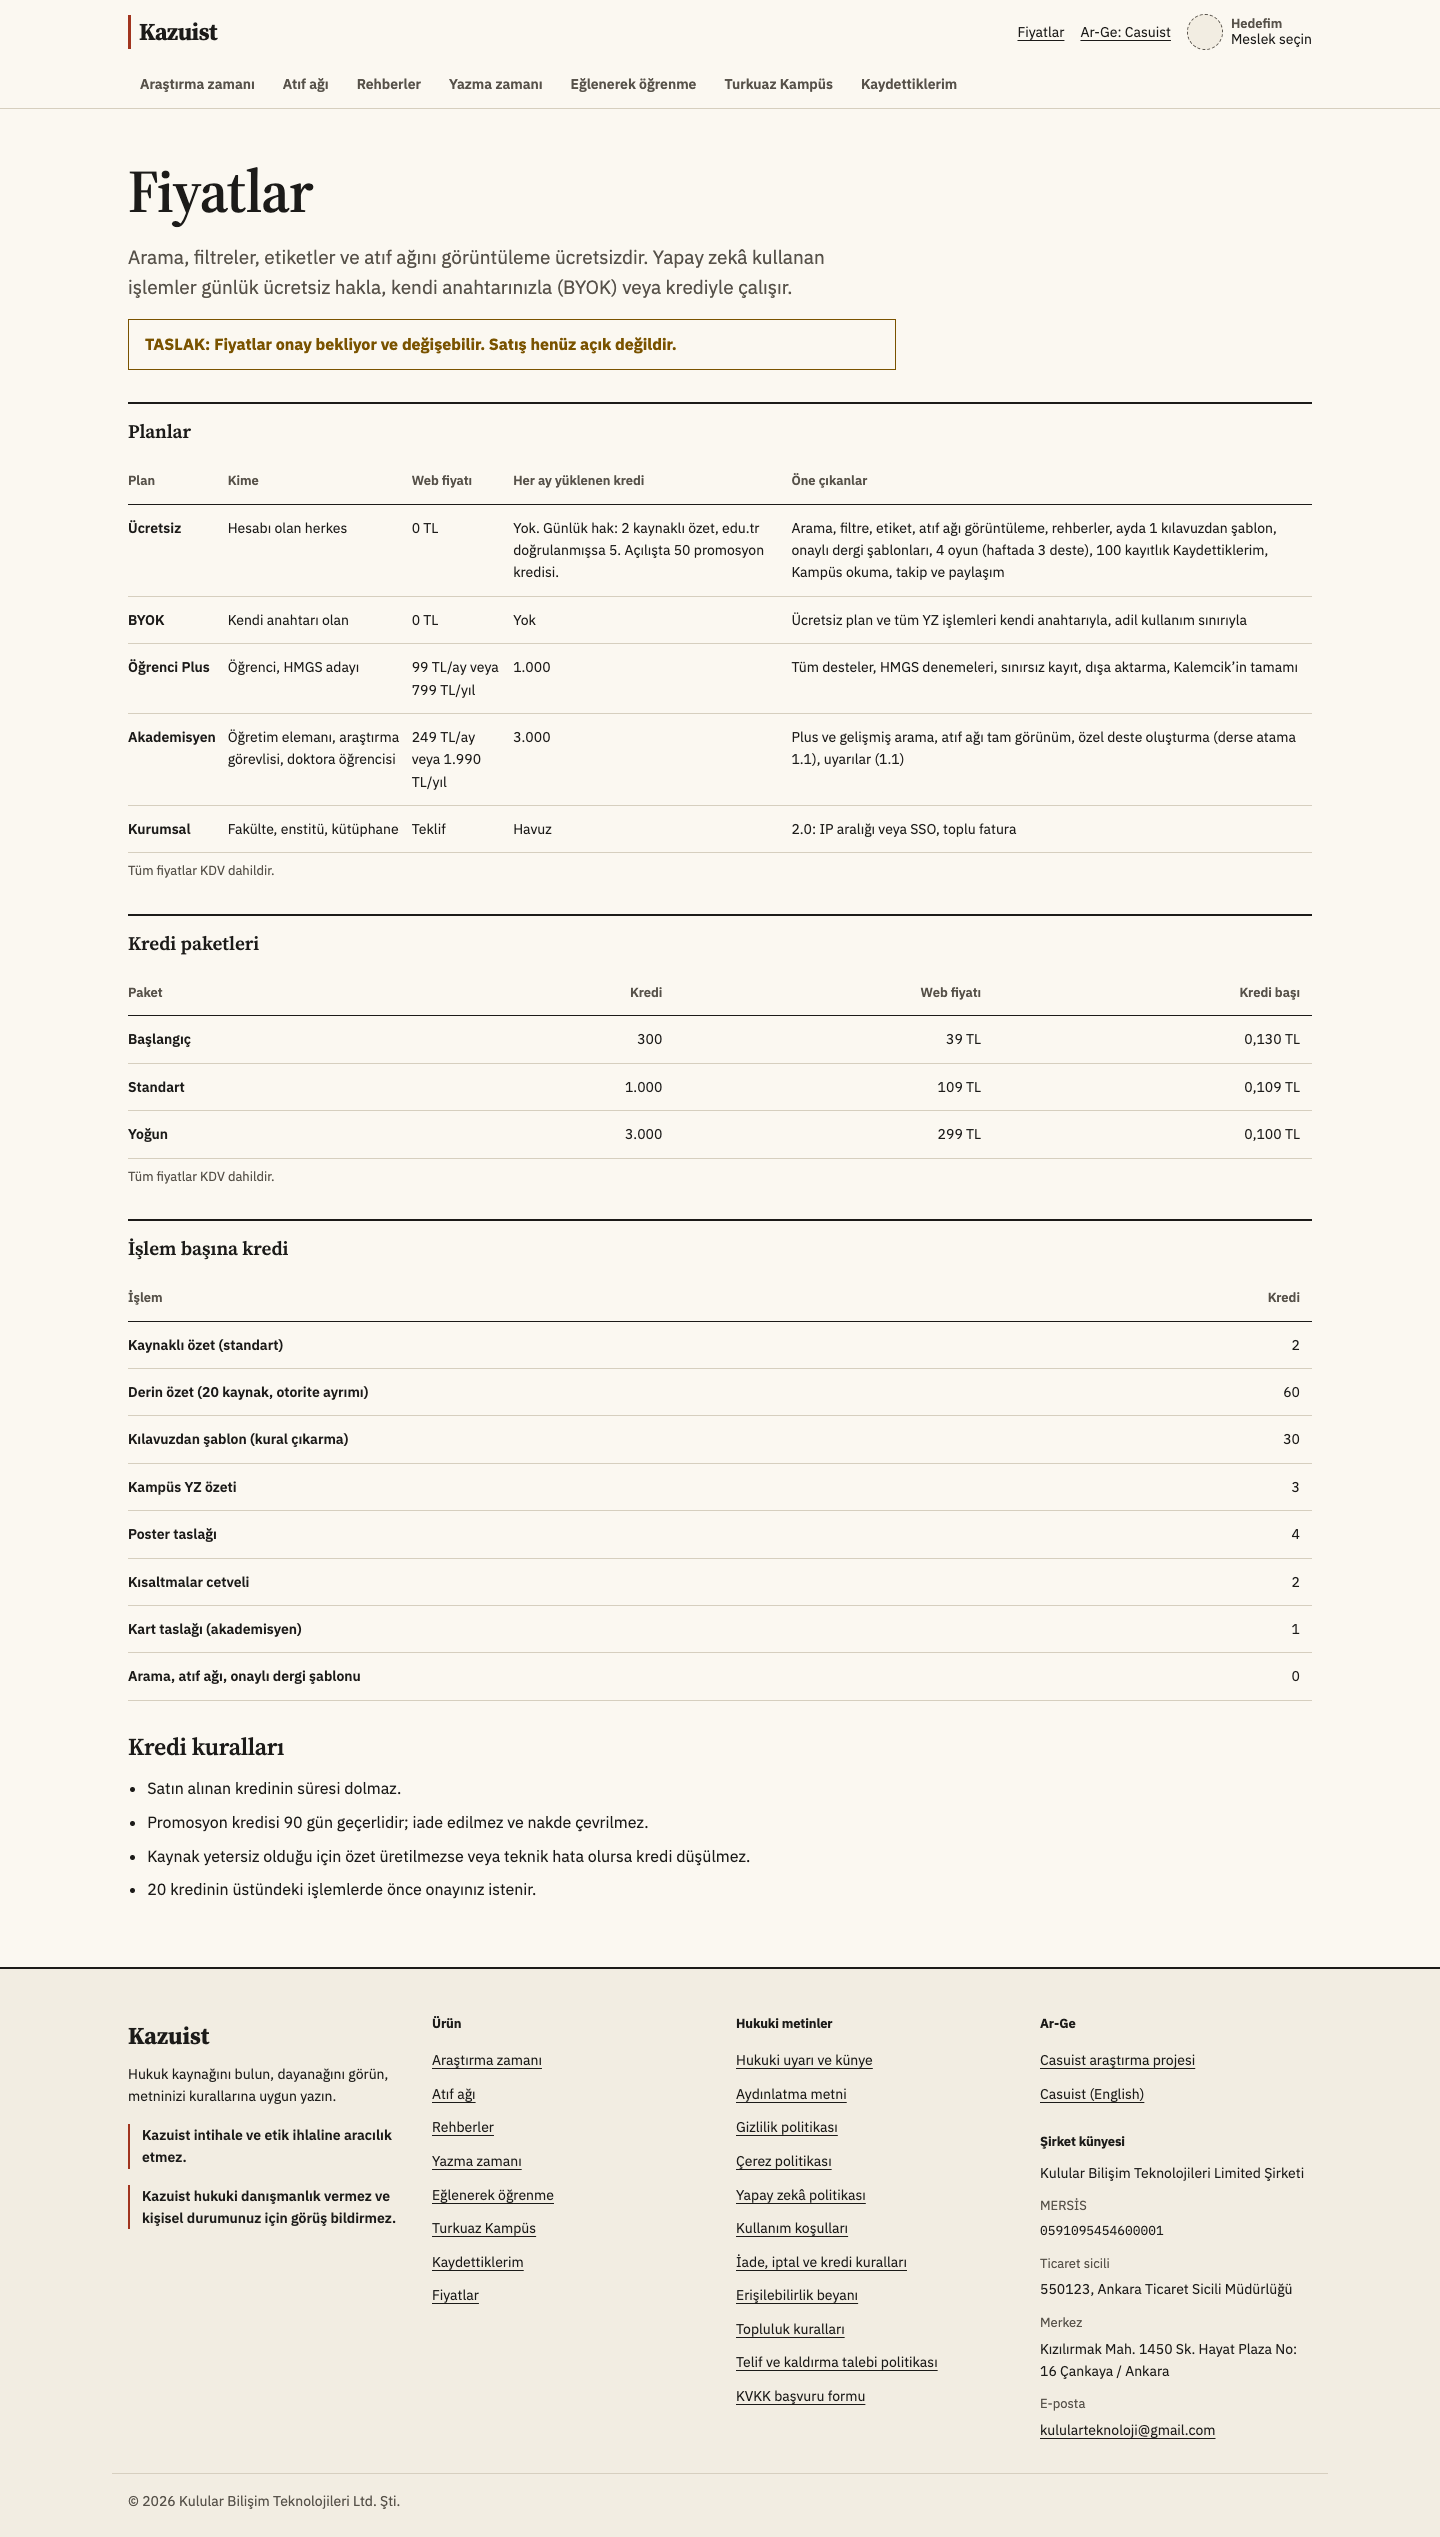 Kazuist
Fiyatlar
Ar-Ge: Casuist
Hedefim
Meslek seçin
Araştırma zamanı
Atıf ağı
Rehberler
Yazma zamanı
Eğlenerek öğrenme
Turkuaz Kampüs
Kaydettiklerim
Fiyatlar
Arama, filtreler, etiketler ve atıf ağını görüntüleme ücretsizdir. Yapay zekâ kullanan
işlemler günlük ücretsiz hakla, kendi anahtarınızla (BYOK) veya krediyle çalışır.
TASLAK: Fiyatlar onay bekliyor ve değişebilir. Satış henüz açık değildir.
Planlar
Plan Kime Web fiyatı Her ay yüklenen kredi Öne çıkanlar
Ücretsiz
Hesabı olan herkes
0 TL
Yok. Günlük hak: 2 kaynaklı özet, edu.tr
doğrulanmışsa 5. Açılışta 50 promosyon
kredisi.
Arama, filtre, etiket, atıf ağı görüntüleme, rehberler, ayda 1 kılavuzdan şablon,
onaylı dergi şablonları, 4 oyun (haftada 3 deste), 100 kayıtlık Kaydettiklerim,
Kampüs okuma, takip ve paylaşım
BYOK
Kendi anahtarı olan
0 TL
Yok
Ücretsiz plan ve tüm YZ işlemleri kendi anahtarıyla, adil kullanım sınırıyla
Öğrenci Plus
Öğrenci, HMGS adayı
99 TL/ay veya
799 TL/yıl
1.000
Tüm desteler, HMGS denemeleri, sınırsız kayıt, dışa aktarma, Kalemcik’in tamamı
Akademisyen
Öğretim elemanı, araştırma
görevlisi, doktora öğrencisi
249 TL/ay
veya 1.990
TL/yıl
3.000
Plus ve gelişmiş arama, atıf ağı tam görünüm, özel deste oluşturma (derse atama
1.1), uyarılar (1.1)
Kurumsal
Fakülte, enstitü, kütüphane
Teklif
Havuz
2.0: IP aralığı veya SSO, toplu fatura
Tüm fiyatlar KDV dahildir.
Kredi paketleri
Paket Kredi Web fiyatı Kredi başı
Başlangıç 300 39 TL 0,130 TL
Standart 1.000 109 TL 0,109 TL
Yoğun 3.000 299 TL 0,100 TL
Tüm fiyatlar KDV dahildir.
İşlem başına kredi
İşlem Kredi
Kaynaklı özet (standart) 2
Derin özet (20 kaynak, otorite ayrımı) 60
Kılavuzdan şablon (kural çıkarma) 30
Kampüs YZ özeti 3
Poster taslağı 4
Kısaltmalar cetveli 2
Kart taslağı (akademisyen) 1
Arama, atıf ağı, onaylı dergi şablonu 0
Kredi kuralları
• Satın alınan kredinin süresi dolmaz.
• Promosyon kredisi 90 gün geçerlidir; iade edilmez ve nakde çevrilmez.
• Kaynak yetersiz olduğu için özet üretilmezse veya teknik hata olursa kredi düşülmez.
• 20 kredinin üstündeki işlemlerde önce onayınız istenir.
Kazuist
Hukuk kaynağını bulun, dayanağını görün,
metninizi kurallarına uygun yazın.
Kazuist intihale ve etik ihlaline aracılık
etmez.
Kazuist hukuki danışmanlık vermez ve
kişisel durumunuz için görüş bildirmez.
Ürün
Araştırma zamanı
Atıf ağı
Rehberler
Yazma zamanı
Eğlenerek öğrenme
Turkuaz Kampüs
Kaydettiklerim
Fiyatlar
Hukuki metinler
Hukuki uyarı ve künye
Aydınlatma metni
Gizlilik politikası
Çerez politikası
Yapay zekâ politikası
Kullanım koşulları
İade, iptal ve kredi kuralları
Erişilebilirlik beyanı
Topluluk kuralları
Telif ve kaldırma talebi politikası
KVKK başvuru formu
Ar-Ge
Casuist araştırma projesi
Casuist (English)
Şirket künyesi
Kulular Bilişim Teknolojileri Limited Şirketi
MERSİS
0591095454600001
Ticaret sicili
550123, Ankara Ticaret Sicili Müdürlüğü
Merkez
Kızılırmak Mah. 1450 Sk. Hayat Plaza No:
16 Çankaya / Ankara
E-posta
kulularteknoloji@gmail.com
© 2026 Kulular Bilişim Teknolojileri Ltd. Şti.